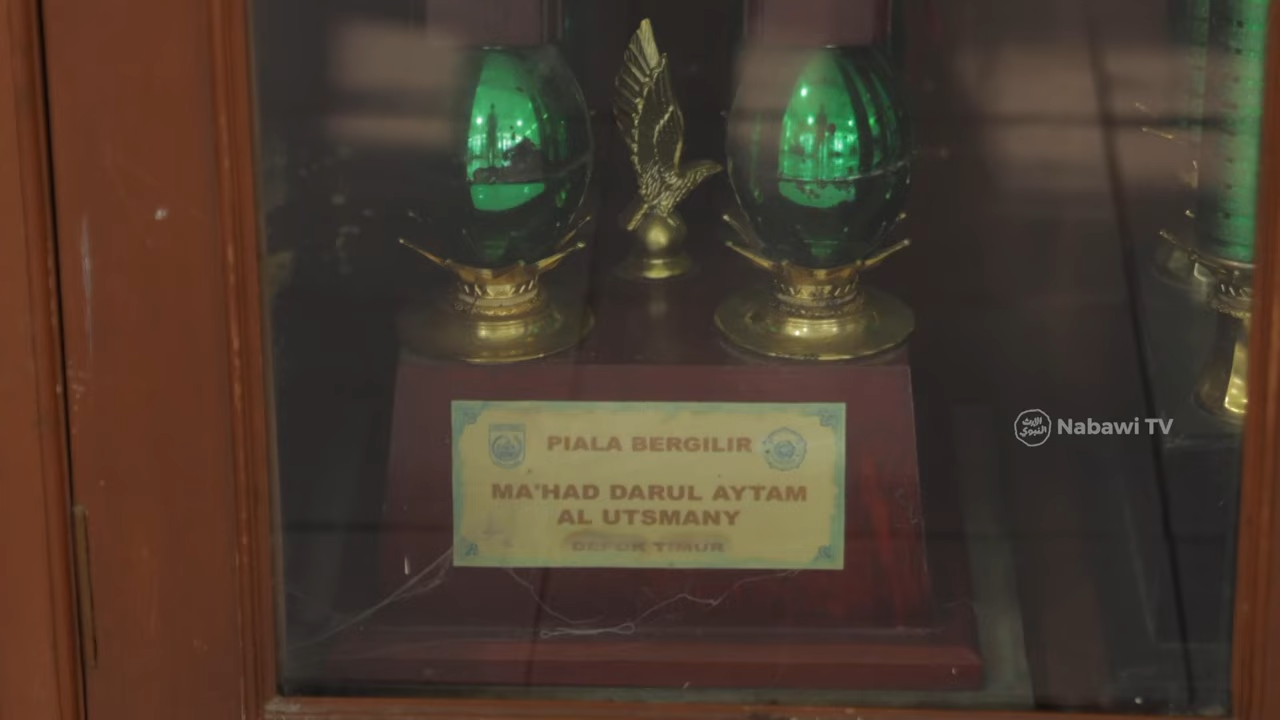 PIALA BERGILIR
MA'HAD DARUL AYTAM
AL UTSMANY
DEPOK TIMUR
Nabawi TV